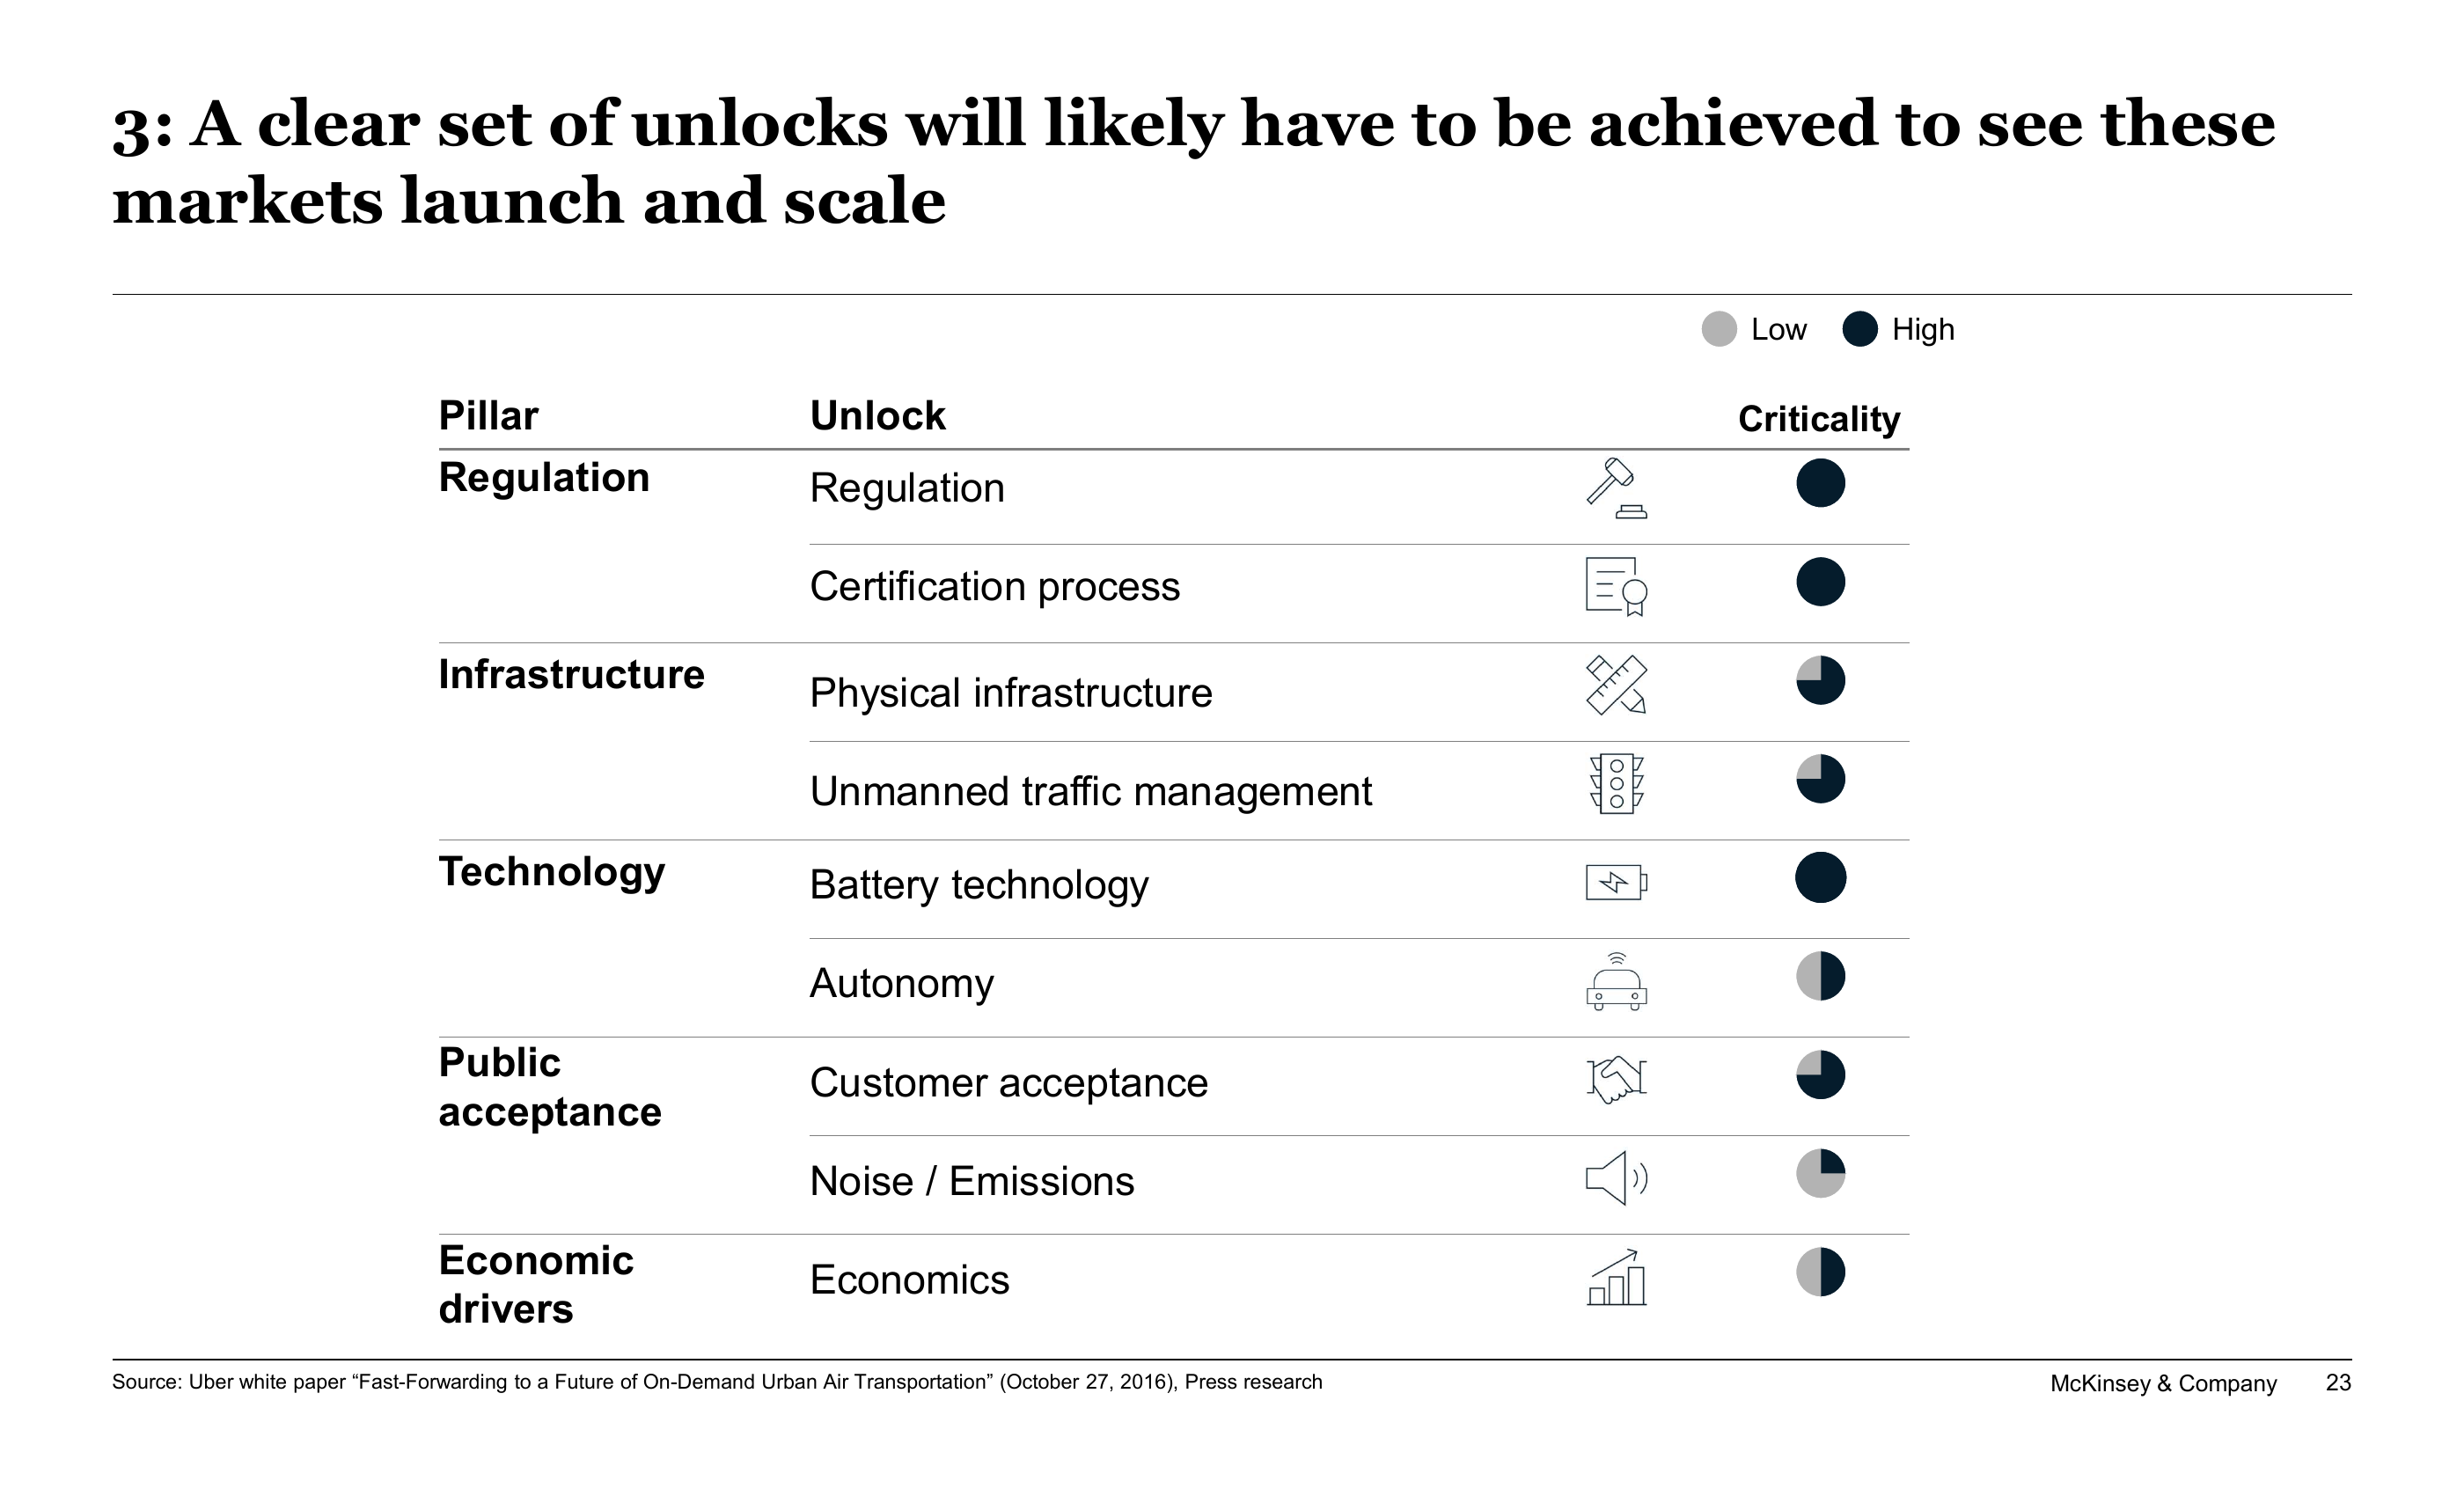 3: A clear set of unlocks will likely have to be achieved to see these
markets launch and scale
Low High
Pillar Unlock Criticality
Regulation Regulation
Certification process
Infrastructure Physical infrastructure
Unmanned traffic management
Technology Battery technology
Autonomy
Public
acceptance
Customer acceptance
Noise / Emissions
Economic
drivers
Economics
Source: Uber white paper “Fast-Forwarding to a Future of On-Demand Urban Air Transportation” (October 27, 2016), Press research
McKinsey & Company 23